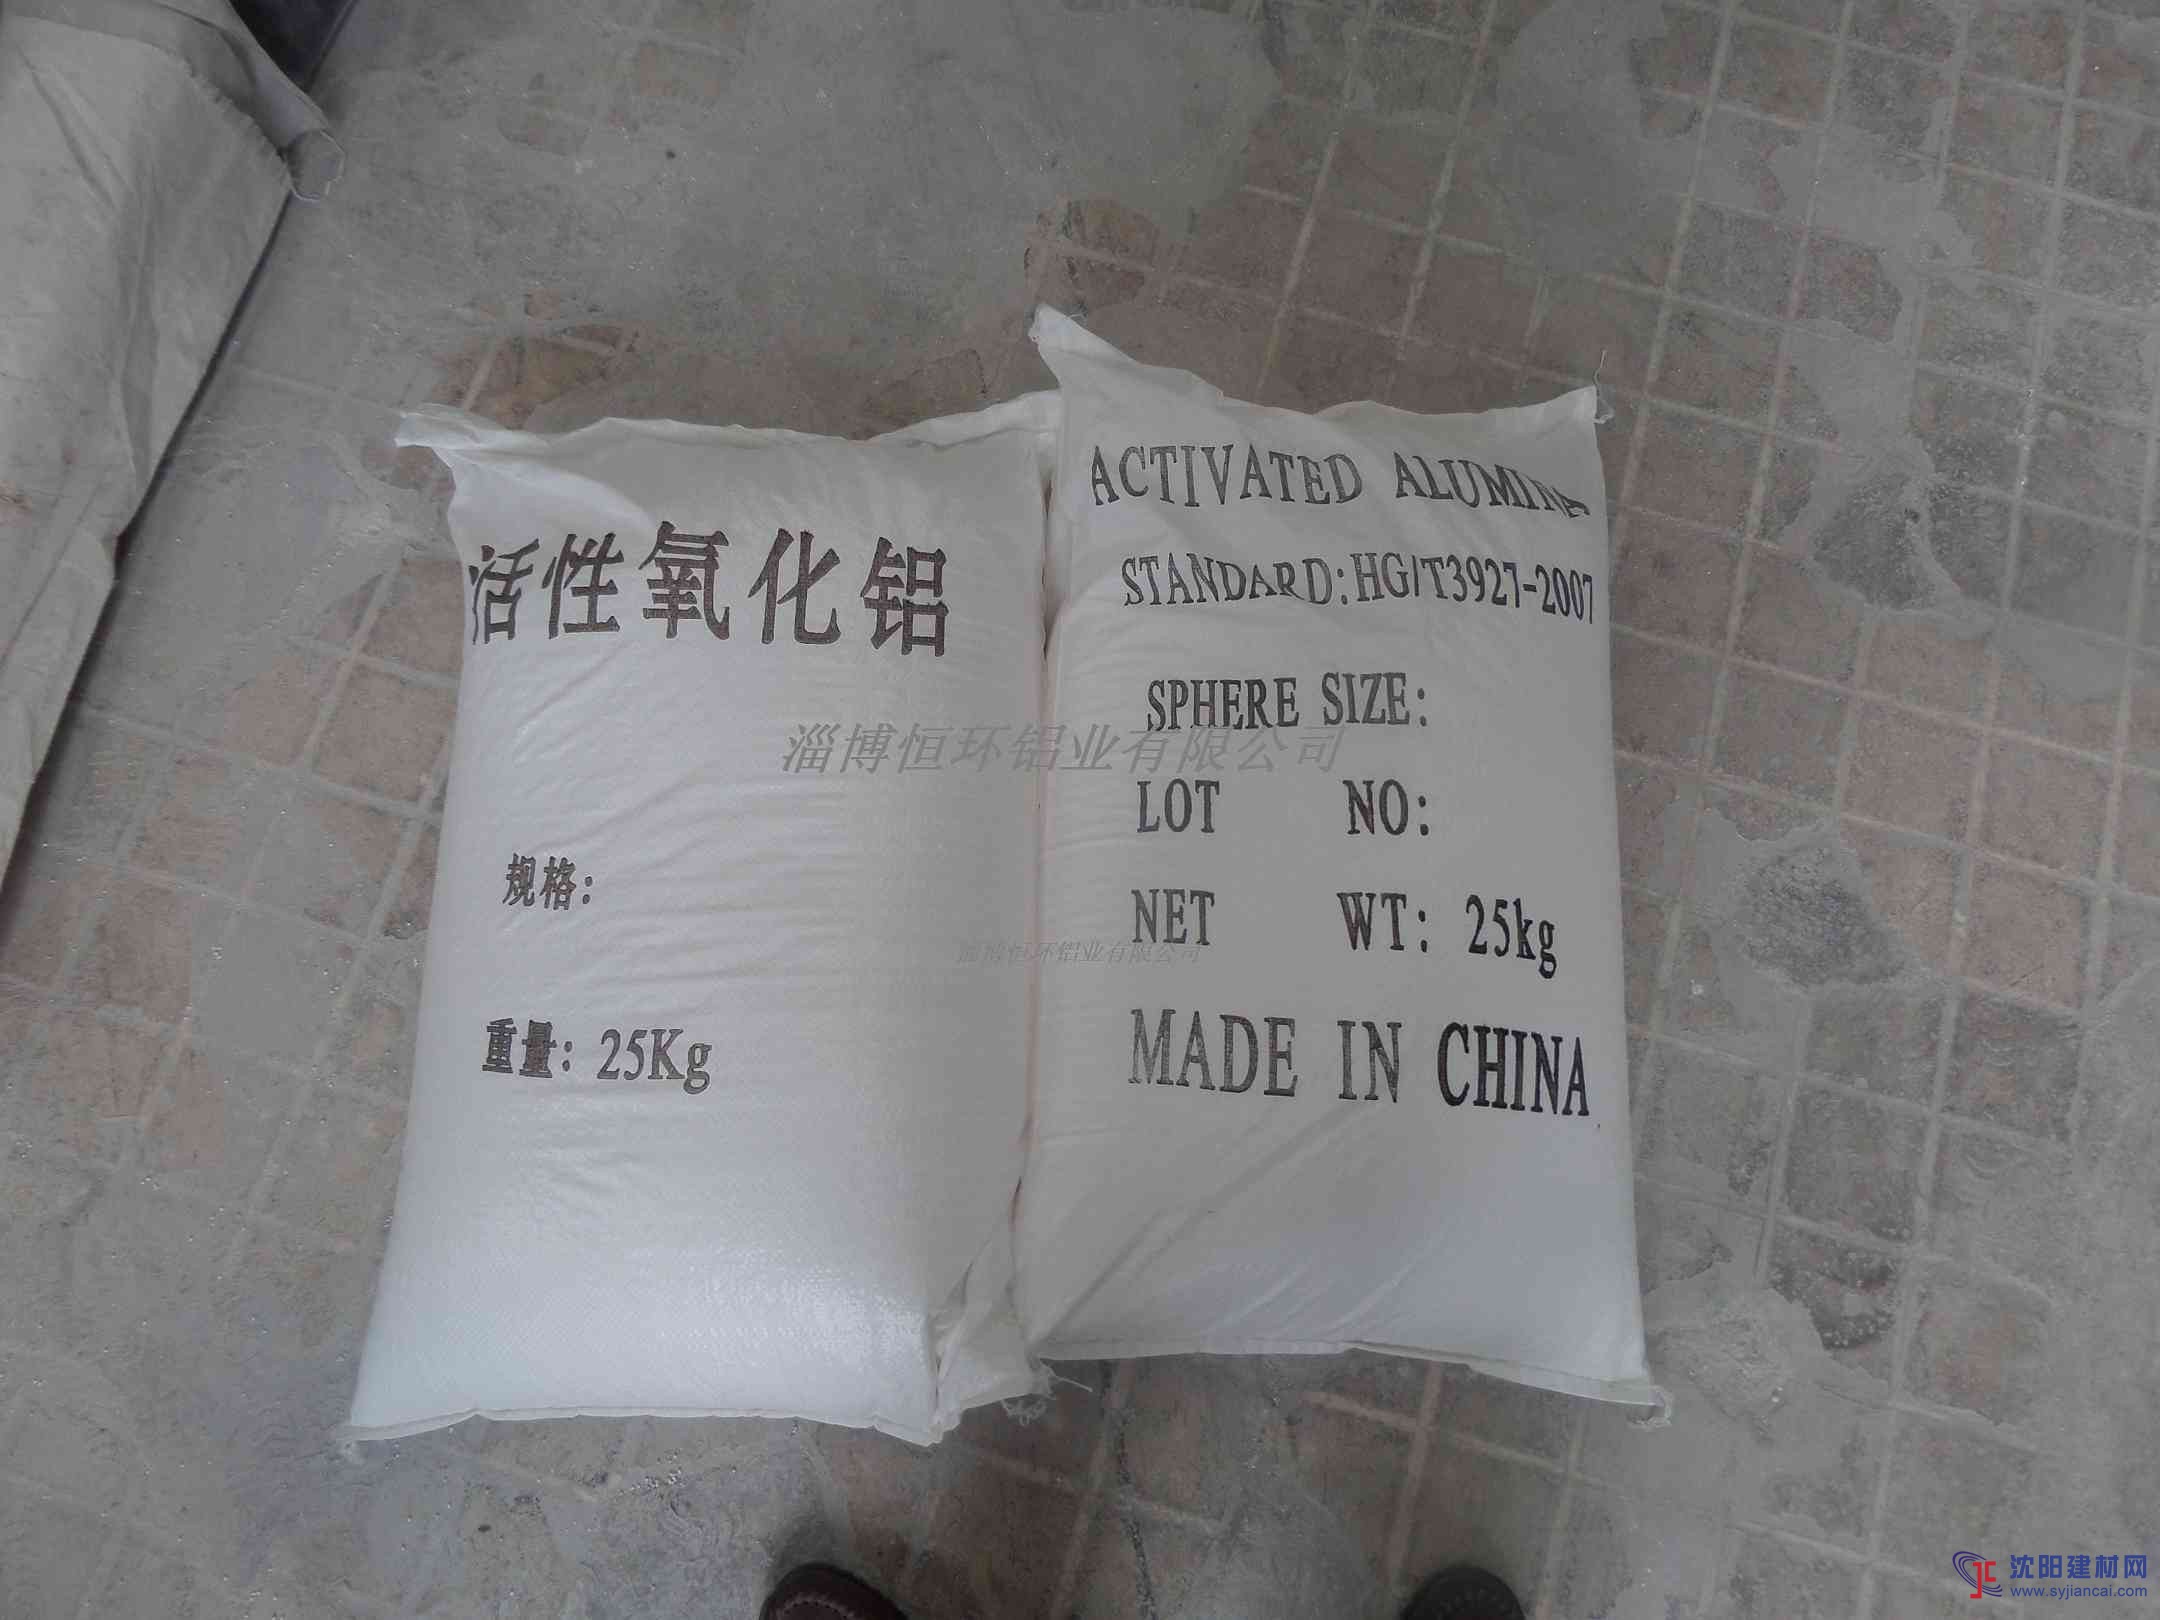 活性氧化铝
规格:
重量: 25Kg
ACTIVATED ALUMINA
STANDARD:HG/T3927-2007
SPHERE SIZE:
LOT NO:
NET WT: 25kg
MADE IN CHINA
淄博恒环铝业有限公司
淄博恒环铝业有限公司
沈阳建材网
www.syjiancai.com